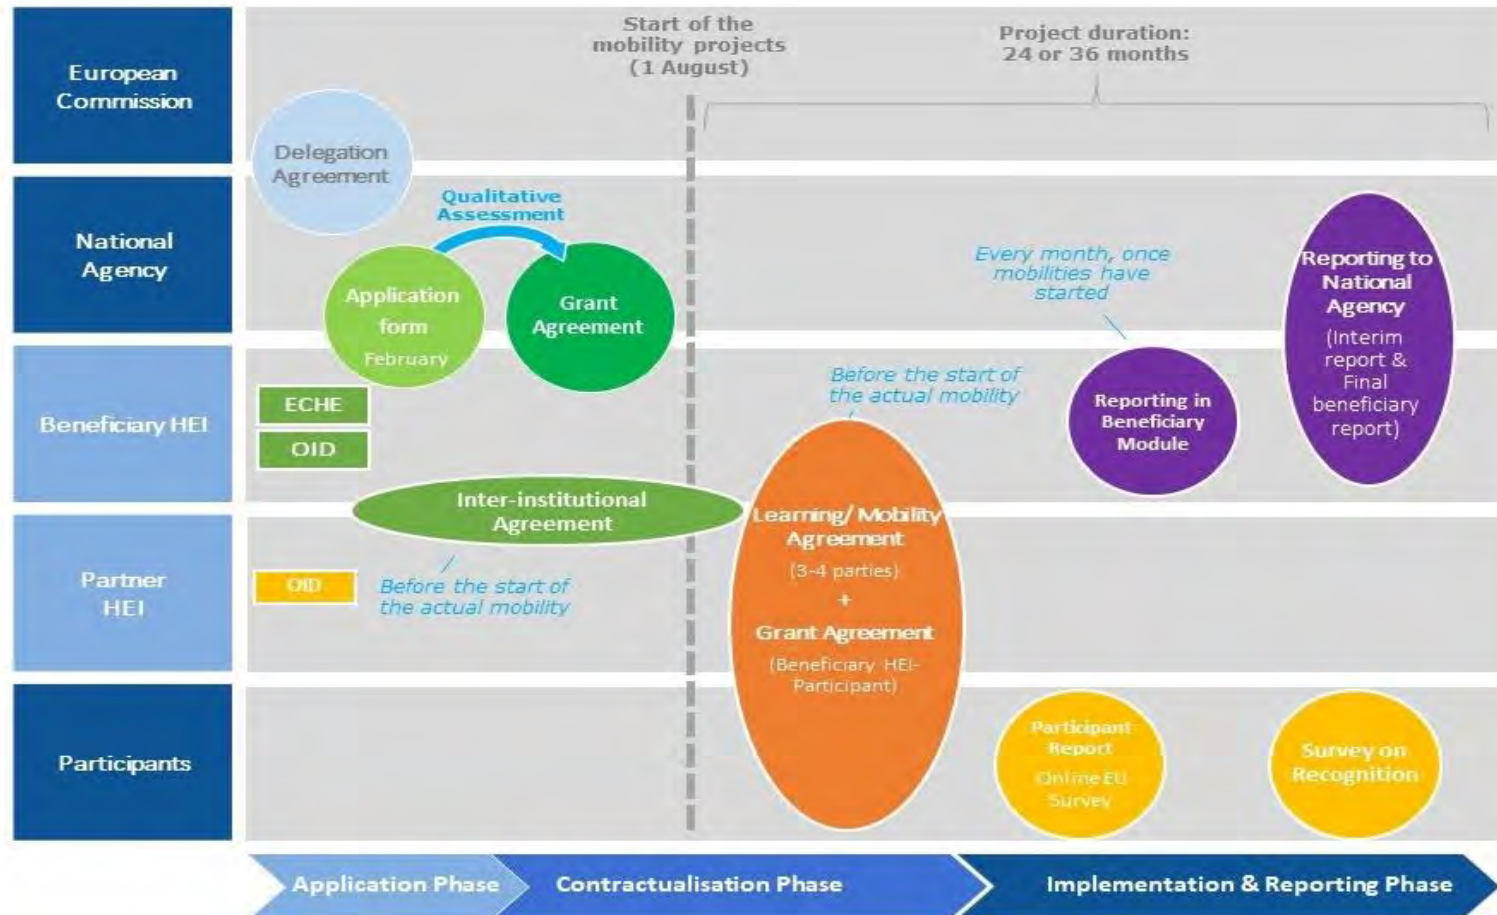 Start of the
mobility projects
(1 August)
Project duration:
24 or 36 months
European
Commission
Delegation
Agreement
National
Agency
Qualitative
Assessment
Application
form
February
Grant
Agreement
Every month, once
mobilities have
started
Reporting to
National
Agency
(Interim
report &
Final
beneficiary
report)
Beneficiary HEI
ECHE
OID
Before the start of
the actual mobility
Reporting in
Beneficiary
Module
Inter-institutional
Agreement
Learning/Mobility
Agreement
(3-4 parties)
+
Grant Agreement
(Beneficiary HEI-
Participant)
Partner
HEI
OID
Before the start of
the actual mobility
Participants
Participant
Report
Online EU
Survey
Survey on
Recognition
Application Phase
Contractualisation Phase
Implementation & Reporting Phase